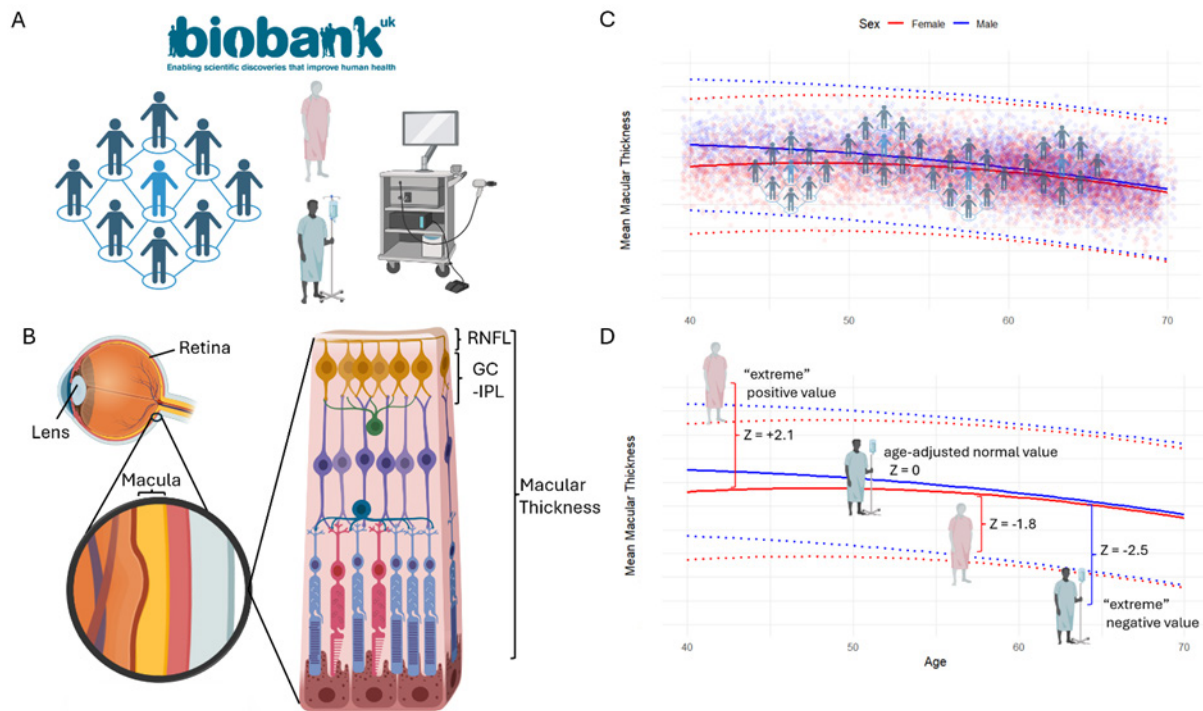 A
biobank uk
Enabling scientific discoveries that improve human health
B
Retina
Lens
Macula
RNFL
GC
-IPL
Macular
Thickness
C
Sex Female Male
Mean Macular Thickness
40 50 60 70
D
"extreme"
positive value
Z = +2.1
age-adjusted normal value
Z = 0
Z = -1.8
Z = -2.5
"extreme"
negative value
Mean Macular Thickness
40 50 60 70
Age